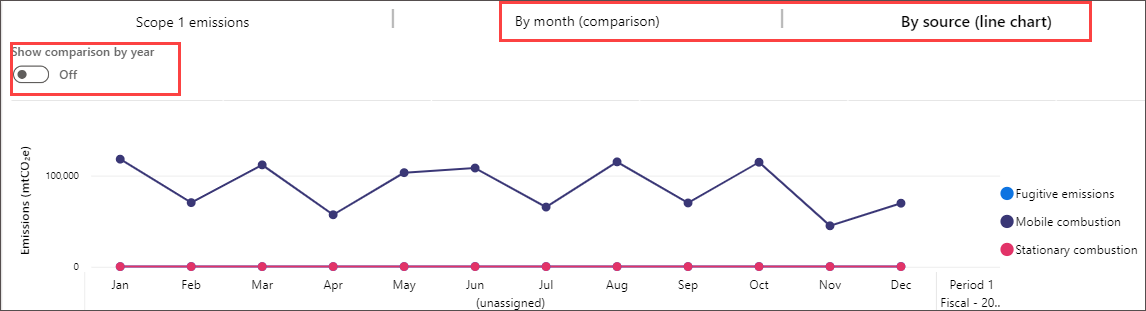 Scope 1 emissions
By month (comparison)
By source (line chart)
Show comparison by year
Off
Emissions (mtCO₂e)
100,000
0
Jan Feb Mar Apr May Jun Jul Aug Sep Oct Nov Dec Period 1
(unassigned) Fiscal - 20..
Fugitive emissions
Mobile combustion
Stationary combustion